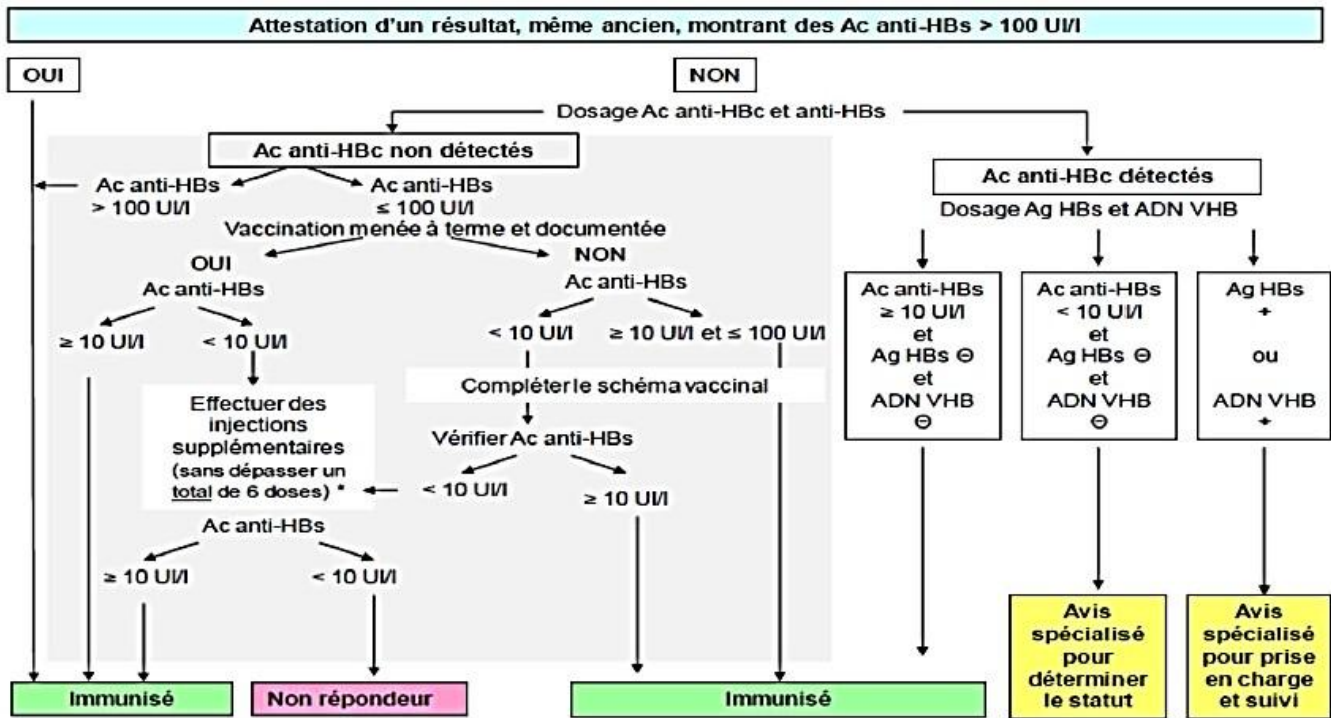 Attestation d'un résultat, même ancien, montrant des Ac anti-HBs > 100 UI/l
OUI
NON
Dosage Ac anti-HBc et anti-HBs
Ac anti-HBc non détectés
Ac anti-HBs
> 100 UI/l
Ac anti-HBs
≤ 100 UI/l
Vaccination menée à terme et documentée
OUI
Ac anti-HBs
≥ 10 UI/l
< 10 UI/l
Effectuer des
injections
supplémentaires
(sans dépasser un
total de 6 doses) *
Ac anti-HBs
≥ 10 UI/l
< 10 UI/l
NON
Ac anti-HBs
< 10 UI/l
≥ 10 UI/l et ≤ 100 UI/l
Compléter le schéma vaccinal
Vérifier Ac anti-HBs
< 10 UI/l
≥ 10 UI/l
Ac anti-HBc détectés
Dosage Ag HBs et ADN VHB
Ac anti-HBs
≥ 10 UI/l
et
Ag HBs ⊖
et
ADN VHB
⊖
Ac anti-HBs
< 10 UI/l
et
Ag HBs ⊖
et
ADN VHB
⊖
Ag HBs
+
ou
ADN VHB
+
Immunisé
Non répondeur
Immunisé
Avis
spécialisé
pour
déterminer
le statut
Avis
spécialisé
pour prise
en charge
et suivi